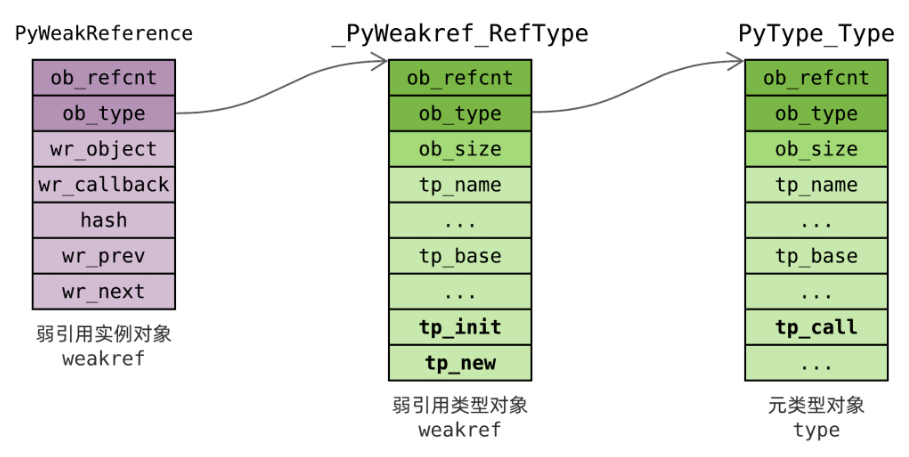 PyWeakReference
ob_refcnt
ob_type
wr_object
wr_callback
hash
wr_prev
wr_next
弱引用实例对象
weakref
_PyWeakref_RefType
ob_refcnt
ob_type
ob_size
tp_name
...
tp_base
...
tp_init
tp_new
弱引用类型对象
weakref
PyType_Type
ob_refcnt
ob_type
ob_size
tp_name
...
tp_base
...
tp_call
...
元类型对象
type